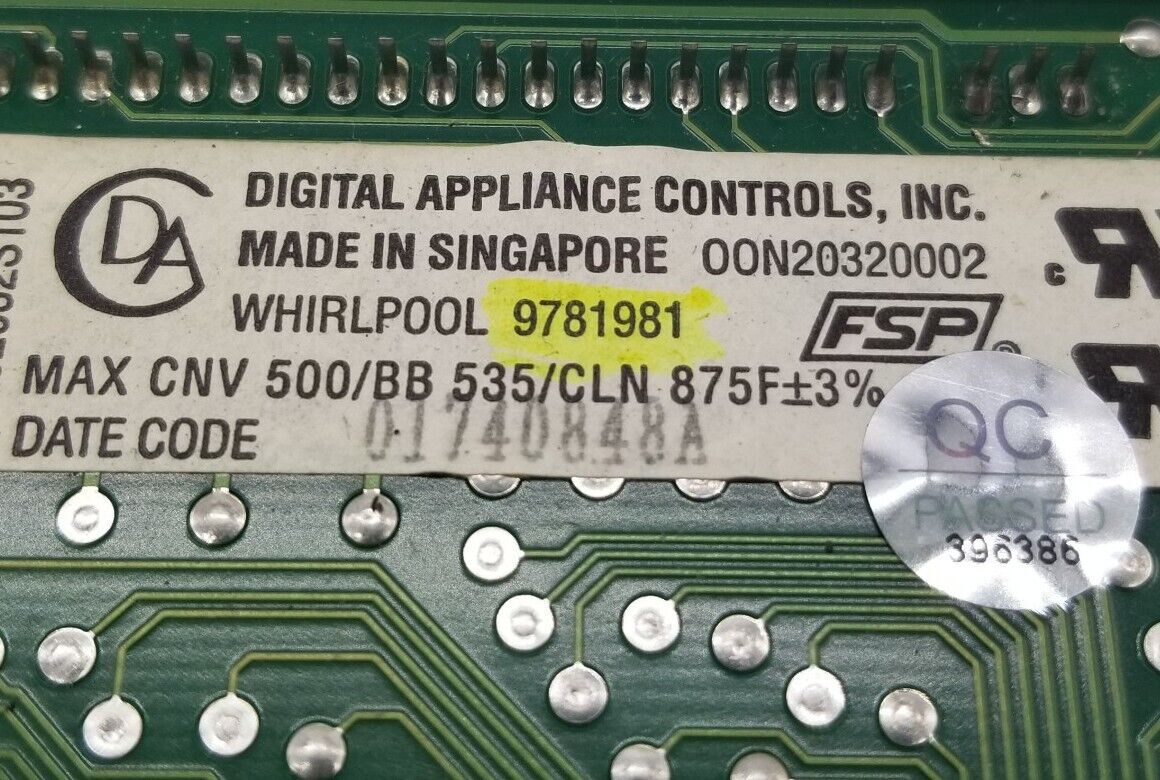 CDA
DIGITAL APPLIANCE CONTROLS, INC.
MADE IN SINGAPORE 00N20320002
WHIRLPOOL 9781981
FSP®
MAX CNV 500/BB 535/CLN 875F±3%
DATE CODE 01740848A
QC
PASSED
396386
c